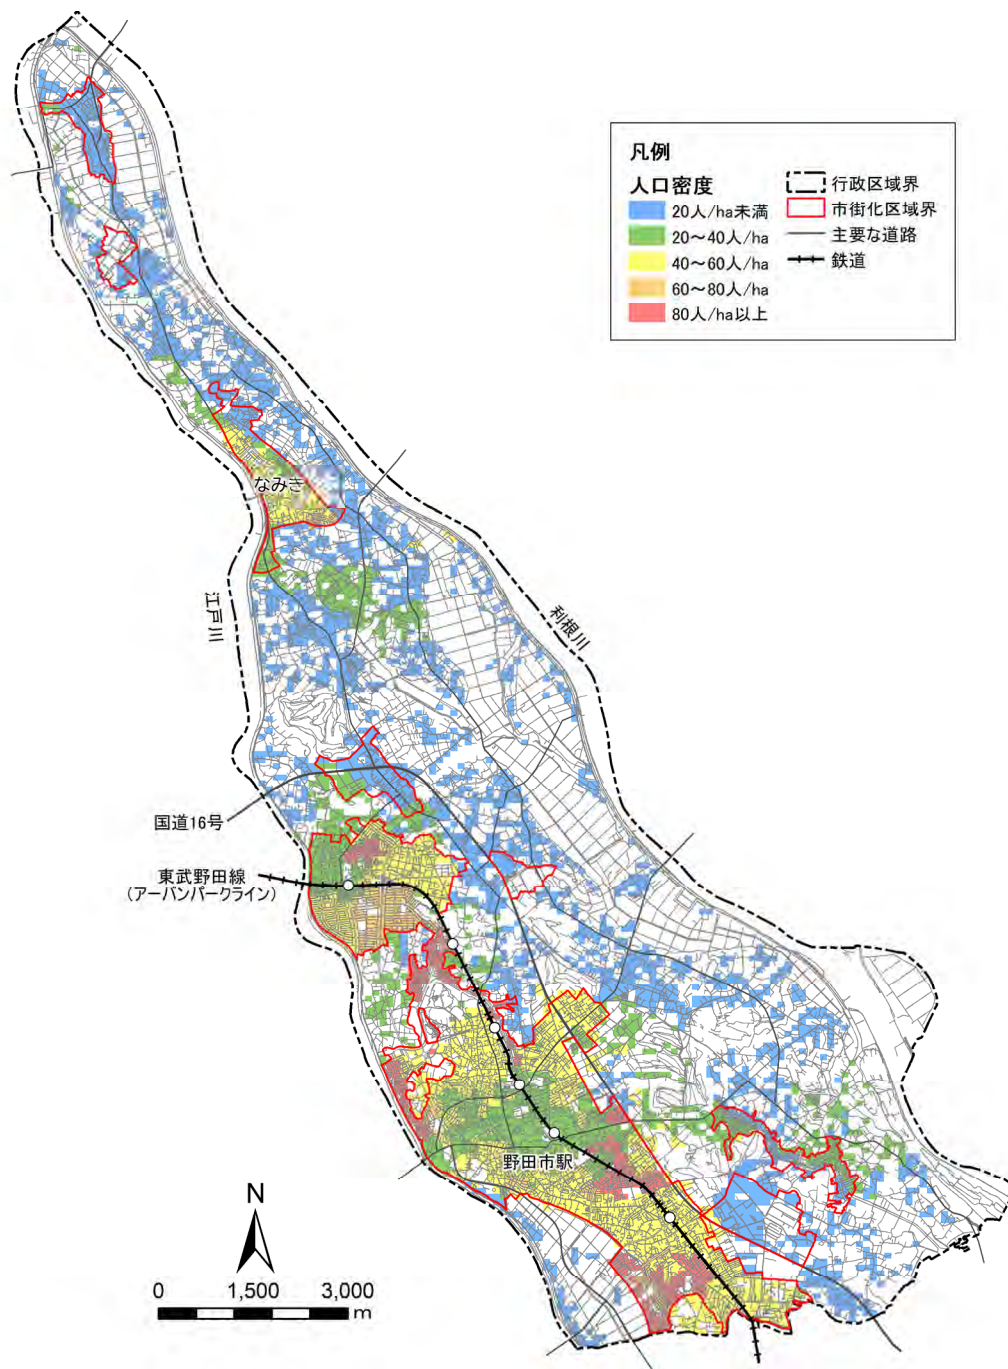 凡例
人口密度
20人/ha未満
20～40人/ha
40～60人/ha
60～80人/ha
80人/ha以上
行政区域界
市街化区域界
主要な道路
鉄道
なみき
江戸川
利根川
国道16号
東武野田線
（アーバンパークライン）
野田市駅
N
0 1,500 3,000
m